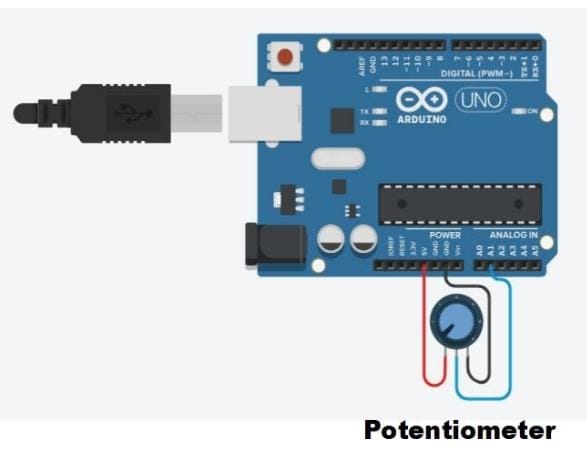 AREF
GND
13
12
~11
~10
~9
8
7
~6
~5
4
~3
2
TX→1
RX←0
DIGITAL (PWM~)
L
TX
RX
UNO
ARDUINO
ON
POWER
ANALOG IN
IOREF
RESET
3.3V
5V
GND
GND
Vin
A0
A1
A2
A3
A4
A5
Potentiometer